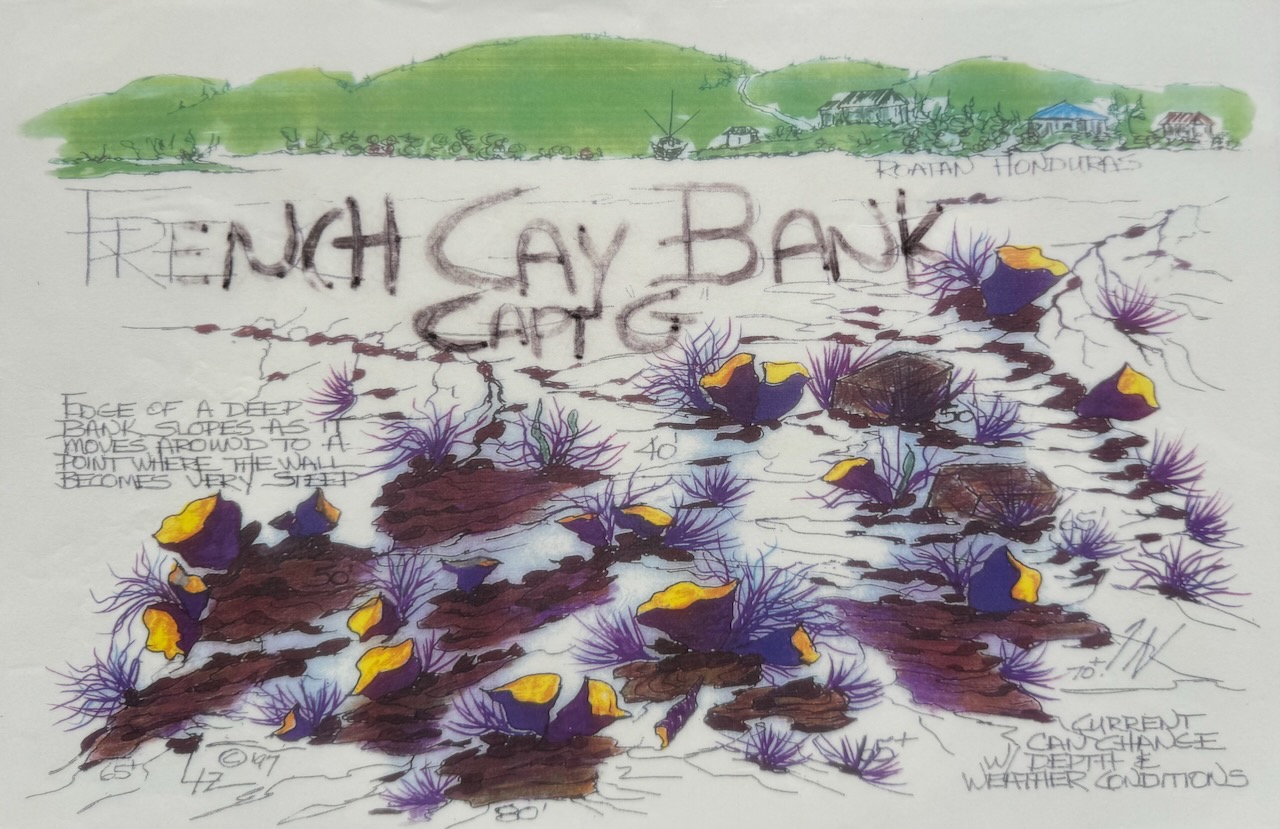 ROATAN HONDURAS
FRENCH CAY BANK
CAPT "G"
EDGE OF A DEEP
BANK SLOPES AS IT
MOVES AROUND TO A
POINT WHERE THE WALL
BECOMES VERY STEEP
50'
40'
65'
50'
70+'
65+
© '97
80'
65+
CURRENT
CAN CHANGE
W/ DEPTH &
WEATHER CONDITIONS